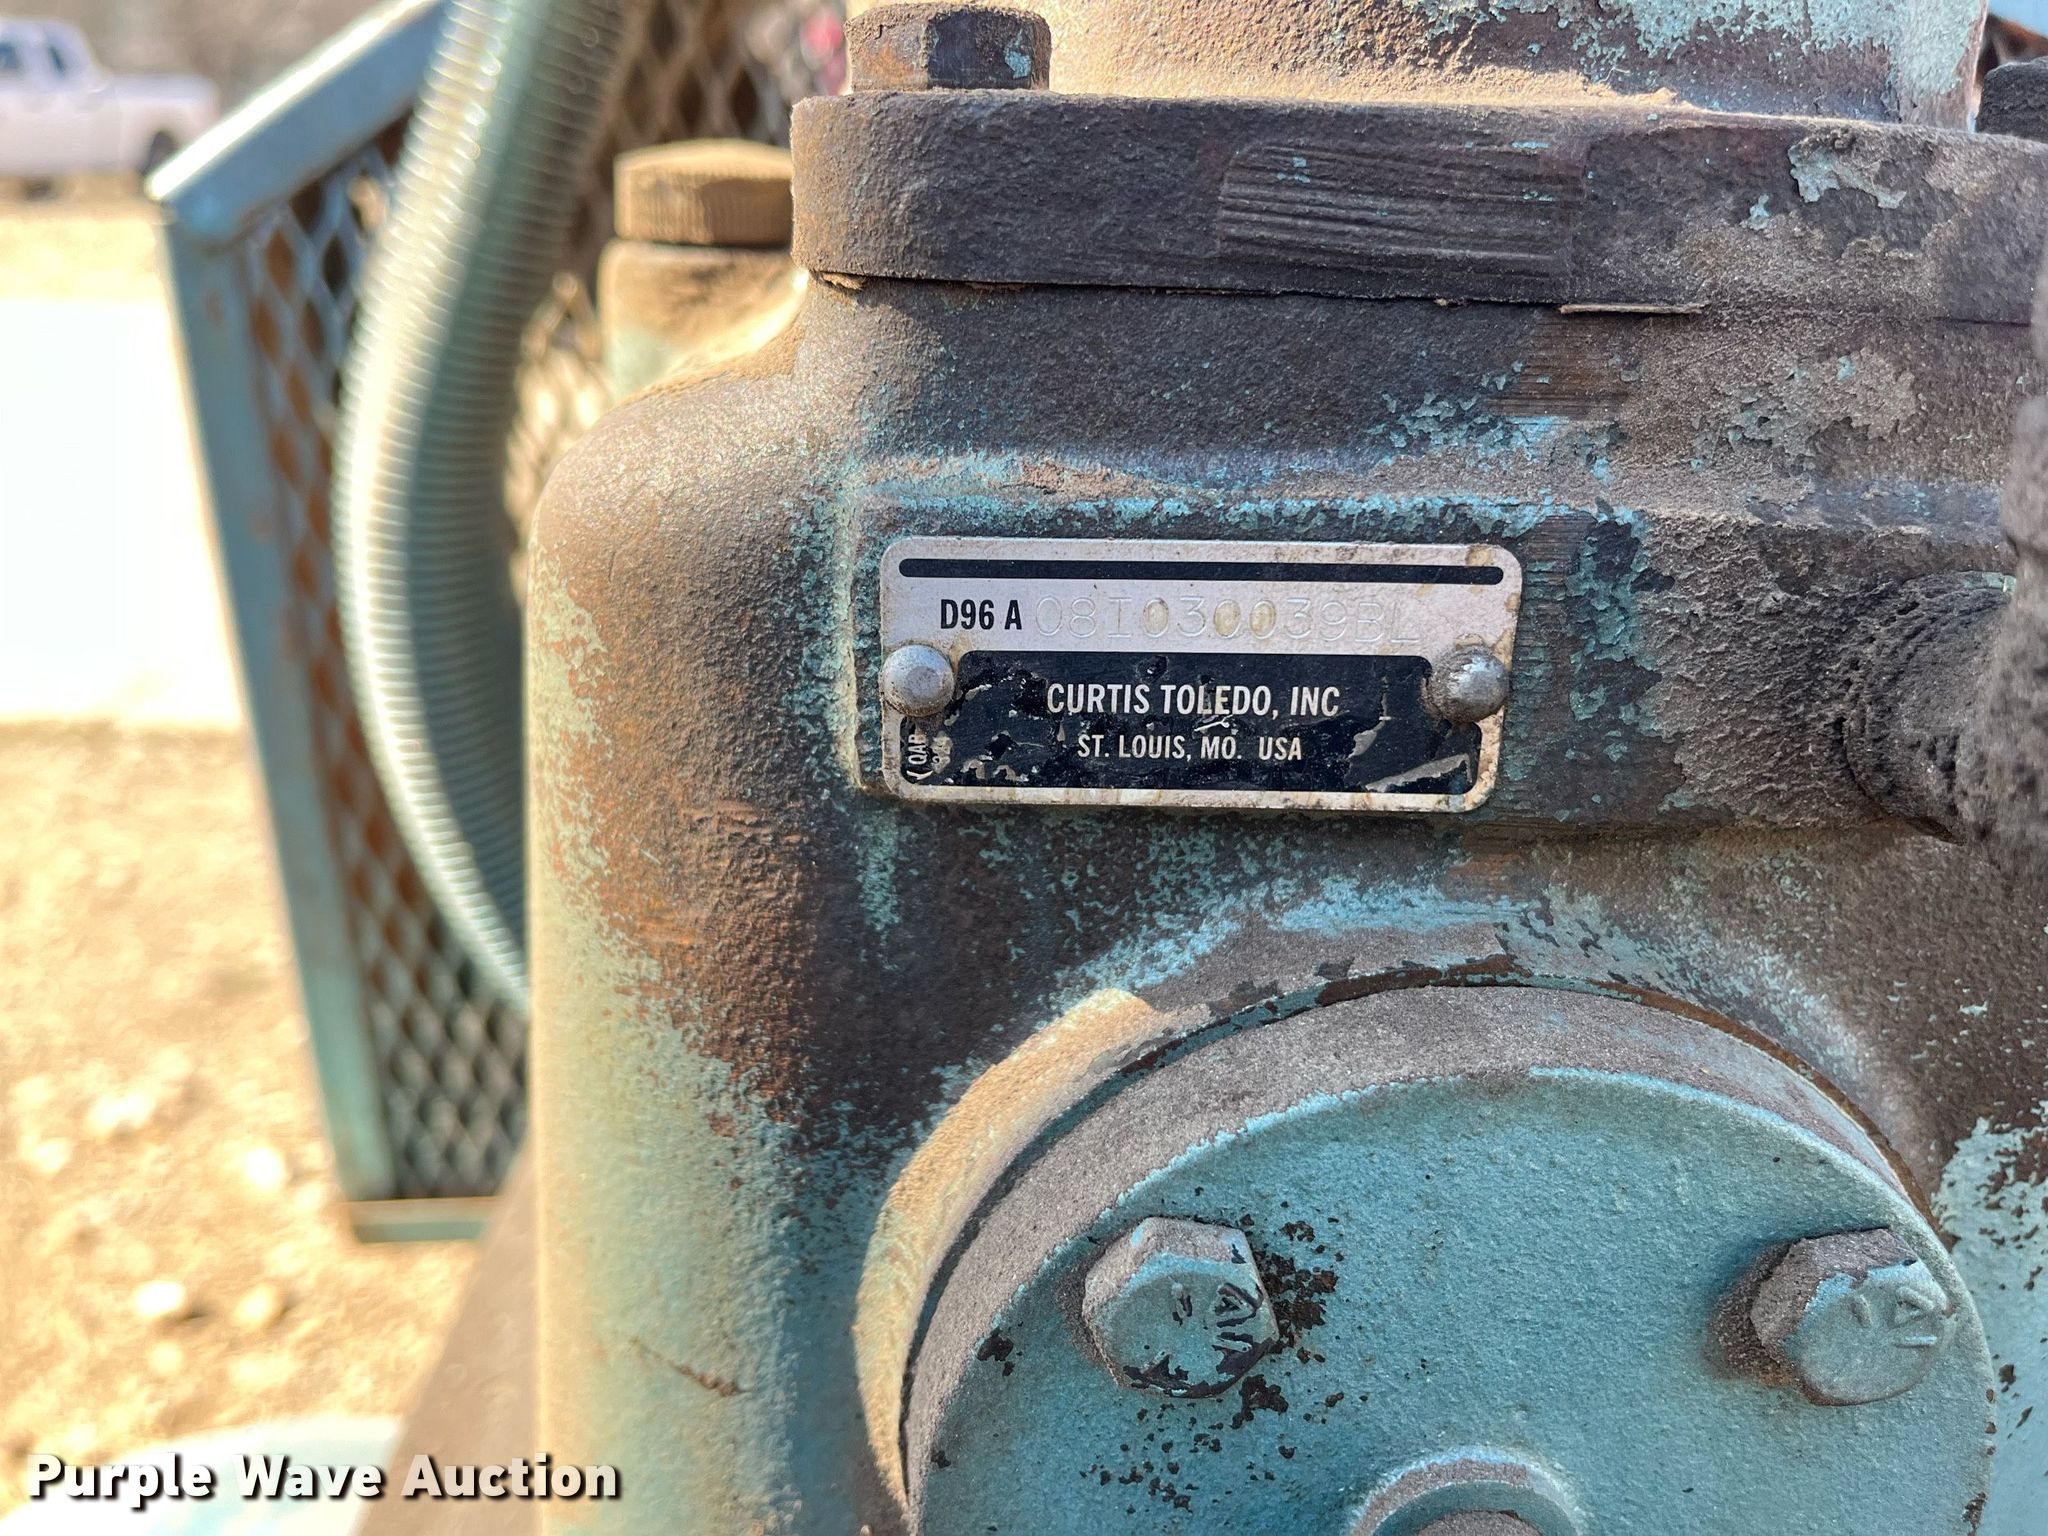 D96 A 08I030039BL
CURTIS TOLEDO, INC
ST. LOUIS, MO. USA
Purple Wave Auction